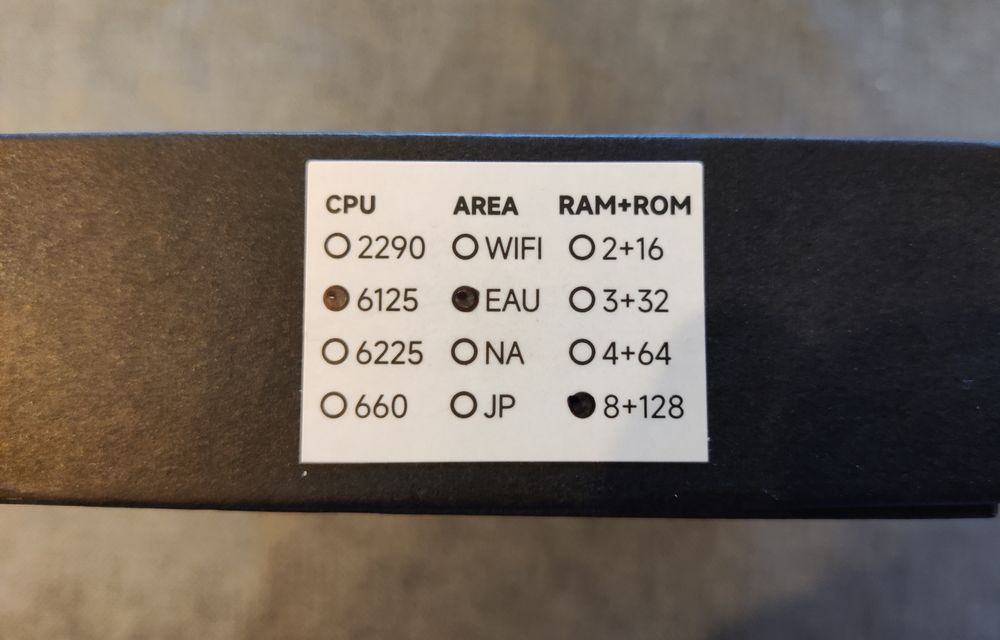 CPU AREA RAM+ROM
2290 WIFI 2+16
6125 EAU 3+32
6225 NA 4+64
660 JP 8+128